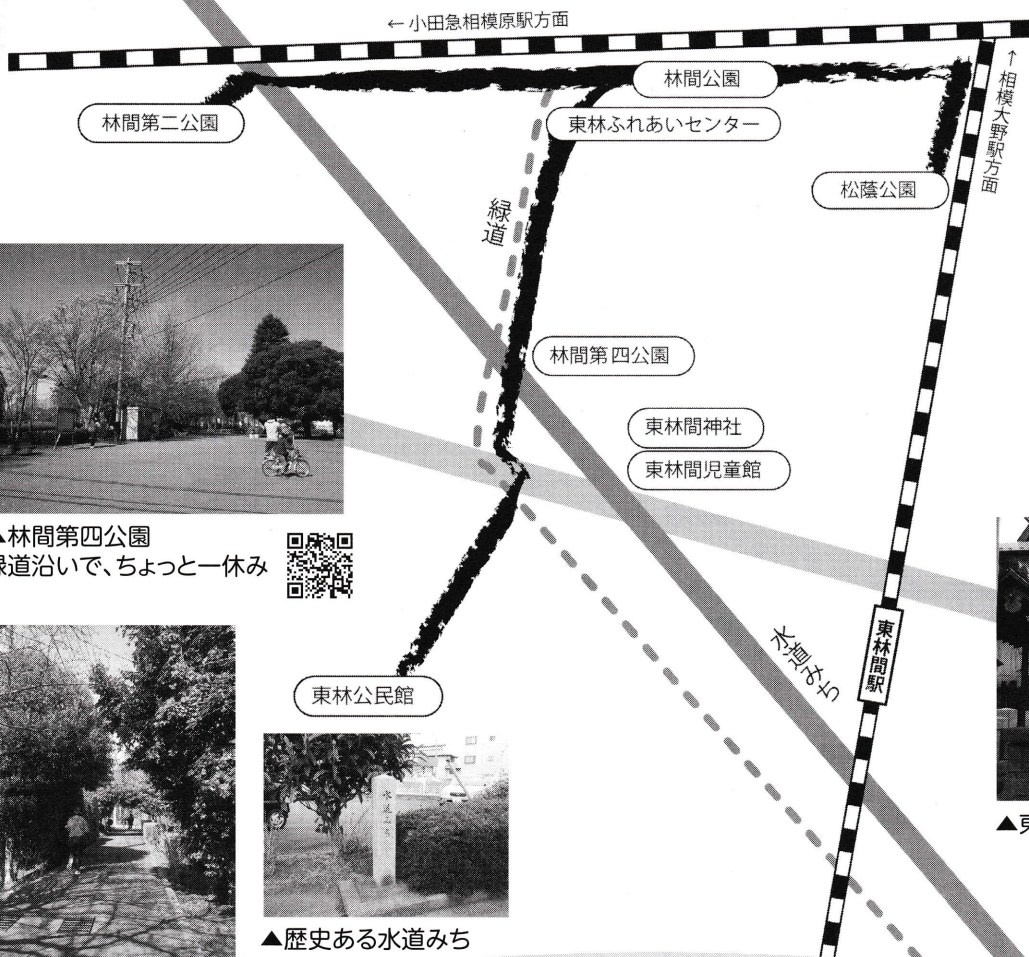 ← 小田急相模原駅方面
↑相模大野駅方面
林間公園
林間第二公園
東林ふれあいセンター
松蔭公園
緑道
林間第四公園
東林間神社
東林間児童館
▲林間第四公園
緑道沿いで、ちょっと一休み
水道みち
東林間駅
東林公民館
水道みち
▲歴史ある水道みち
▲東